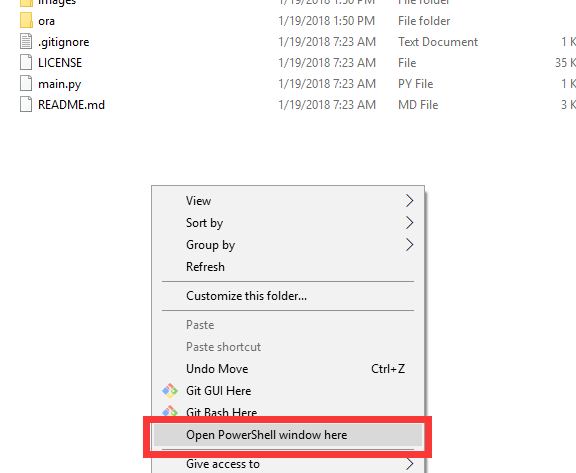 images 1/19/2018 1:50 PM File folder
ora 1/19/2018 1:50 PM File folder
.gitignore 1/19/2018 7:23 AM Text Document 1 K
LICENSE 1/19/2018 7:23 AM File 35 K
main.py 1/19/2018 7:23 AM PY File 1 K
README.md 1/19/2018 7:23 AM MD File 3 K
View
Sort by
Group by
Refresh
Customize this folder...
Paste
Paste shortcut
Undo Move Ctrl+Z
Git GUI Here
Git Bash Here
Open PowerShell window here
Give access to